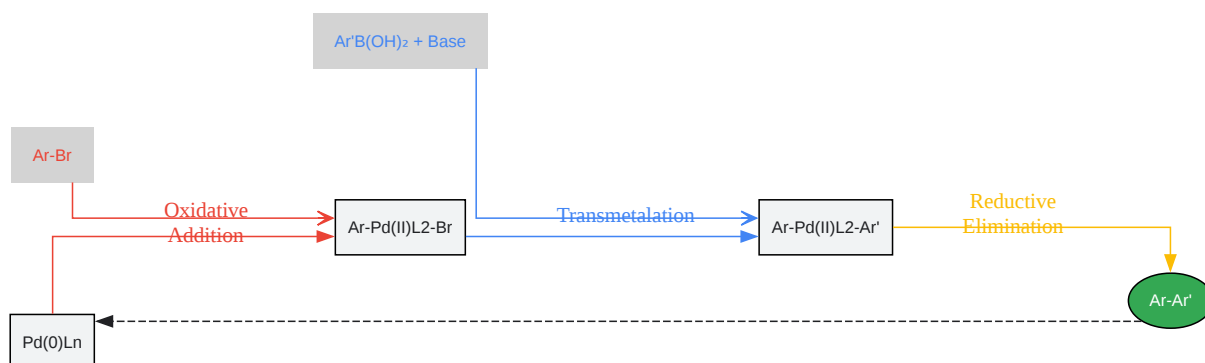 Ar'B(OH)₂ + Base
Ar-Br
Oxidative
Addition
Ar-Pd(II)L2-Br
Transmetalation
Ar-Pd(II)L2-Ar'
Reductive
Elimination
Ar-Ar'
Pd(0)Ln